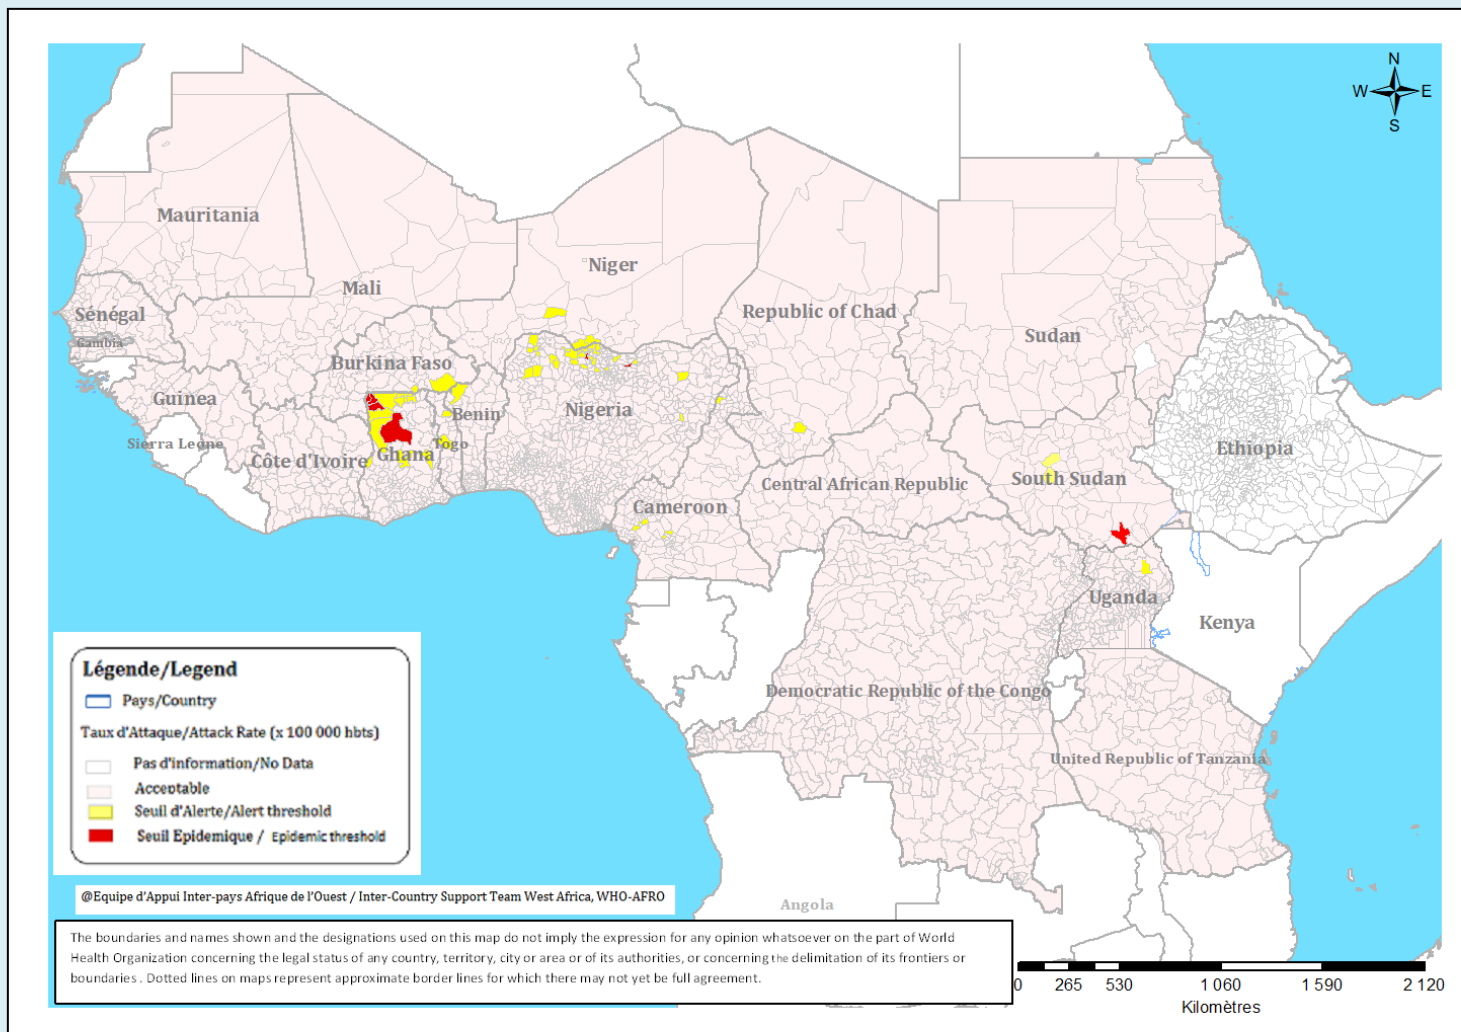 N
W E
S
Mauritania
Niger
Mali
Republic of Chad
Sénégal
Sudan
Gambia
Burkina Faso
Guinea
Nigeria
Benin
Sierra Leone
Togo
Ghana
Côte d'Ivoire
Ethiopia
South Sudan
Central African Republic
Cameroon
Uganda
Kenya
Democratic Republic of the Congo
United Republic of Tanzania
Angola
Légende/Legend
Pays/Country
Taux d'Attaque/Attack Rate (x 100 000 hbts)
Pas d'information/No Data
Acceptable
Seuil d'Alerte/Alert threshold
Seuil Epidemique / Epidemic threshold
@Equipe d'Appui Inter-pays Afrique de l'Ouest / Inter-Country Support Team West Africa, WHO-AFRO
The boundaries and names shown and the designations used on this map do not imply the expression for any opinion whatsoever on the part of World
Health Organization concerning the legal status of any country, territory, city or area or of its authorities, or concerning the delimitation of its frontiers or
boundaries . Dotted lines on maps represent approximate border lines for which there may not yet be full agreement.
0 265 530 1 060 1 590 2 120
Kilomètres